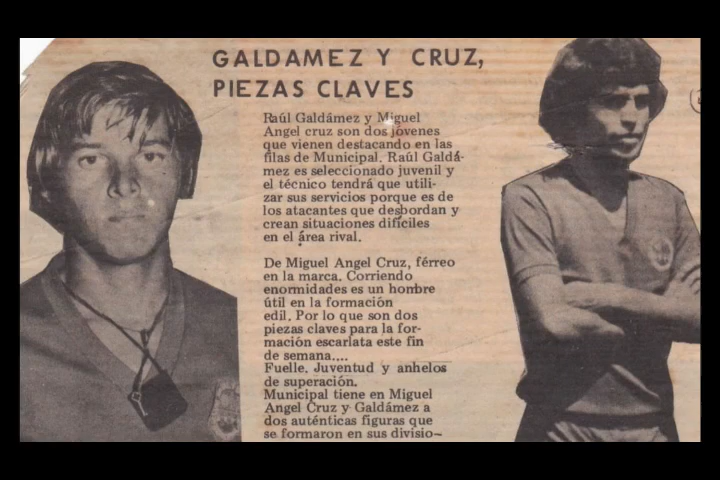 GALDAMEZ Y CRUZ,
PIEZAS CLAVES
Raúl Galdámez y Miguel
Angel cruz son dos jóvenes
que vienen destacando en las
filas de Municipal. Raúl Galdá-
mez es seleccionado juvenil y
el técnico tendrá que utili-
zar sus servicios porque es de
los atacantes que desbordan y
crean situaciones difíciles
en el área rival.
De Miguel Angel Cruz, férreo
en la marca. Corriendo
enormidades es un hombre
útil en la formación
edil. Por lo que son dos
piezas claves para la for-
mación escarlata este fin
de semana....
Fuelle. Juventud y anhelos
de superación.
Municipal tiene en Miguel
Angel Cruz y Galdámez a
dos auténticas figuras que
se formaron en sus divisio-